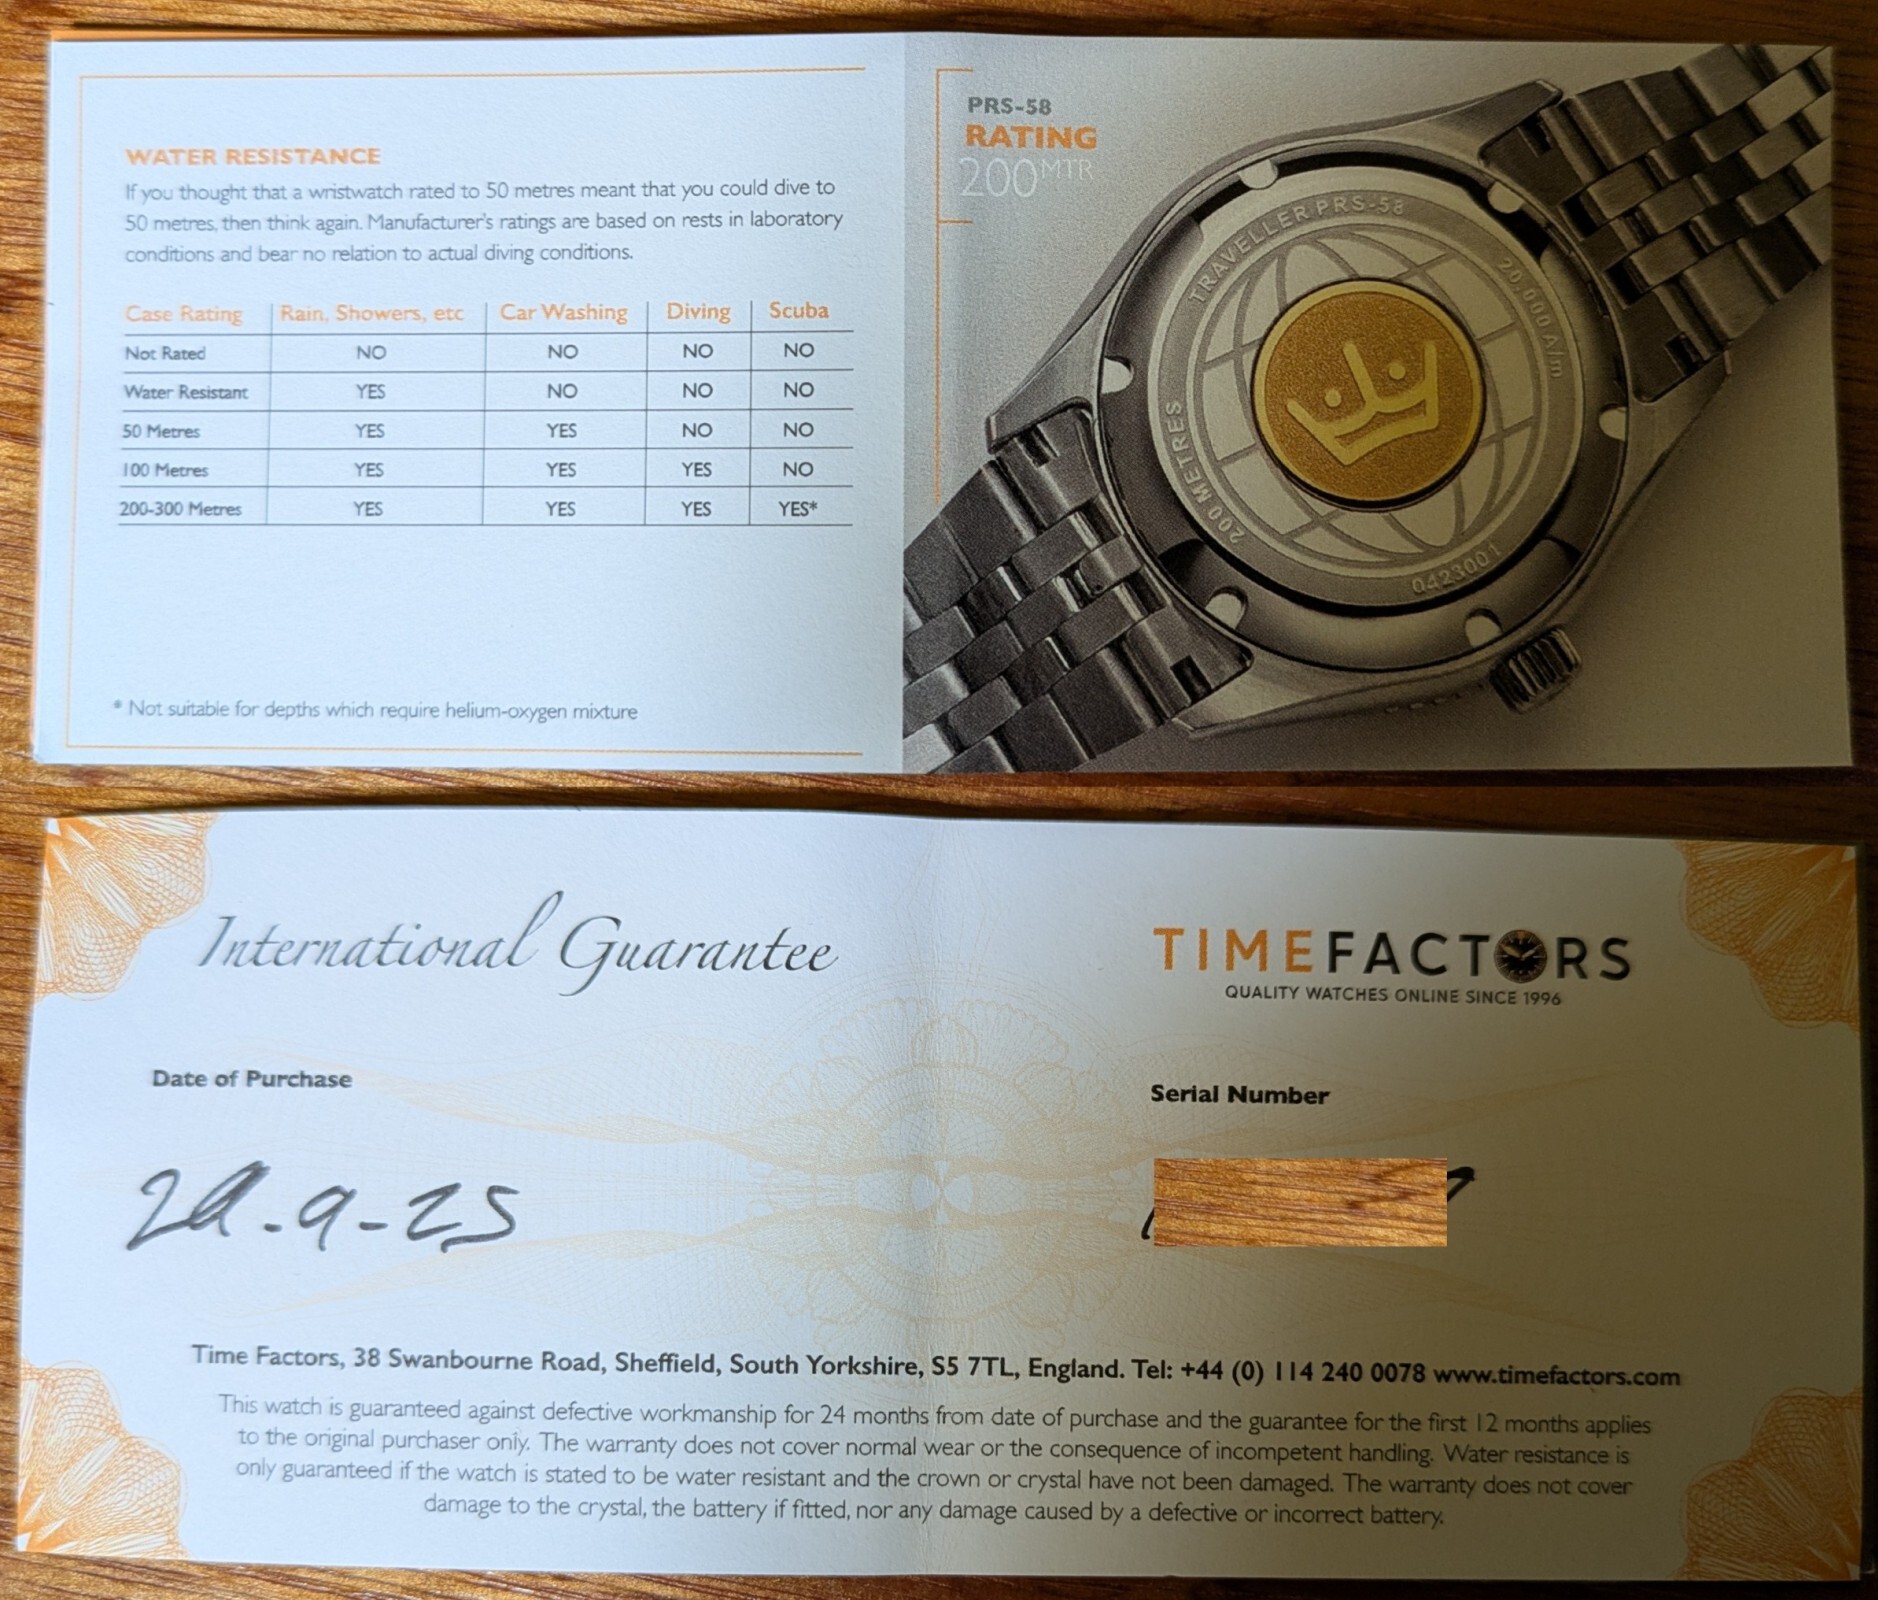 WATER RESISTANCE
If you thought that a wristwatch rated to 50 metres meant that you could dive to
50 metres, then think again. Manufacturer's ratings are based on rests in laboratory
conditions and bear no relation to actual diving conditions.
Case Rating Rain, Showers, etc Car Washing Diving Scuba
Not Rated NO NO NO NO
Water Resistant YES NO NO NO
50 Metres YES YES NO NO
100 Metres YES YES YES NO
200-300 Metres YES YES YES YES*
* Not suitable for depths which require helium-oxygen mixture
PRS-58
RATING
200MTR
TRAVELLER PRS-58
20,000 A/m
200 METRES
0423001
International Guarantee
TIMEFACTORS
QUALITY WATCHES ONLINE SINCE 1996
Date of Purchase
Serial Number
29-9-25
Time Factors, 38 Swanbourne Road, Sheffield, South Yorkshire, S5 7TL, England. Tel: +44 (0) 114 240 0078 www.timefactors.com
This watch is guaranteed against defective workmanship for 24 months from date of purchase and the guarantee for the first 12 months applies
to the original purchaser only. The warranty does not cover normal wear or the consequence of incompetent handling. Water resistance is
only guaranteed if the watch is stated to be water resistant and the crown or crystal have not been damaged. The warranty does not cover
damage to the crystal, the battery if fitted, nor any damage caused by a defective or incorrect battery.